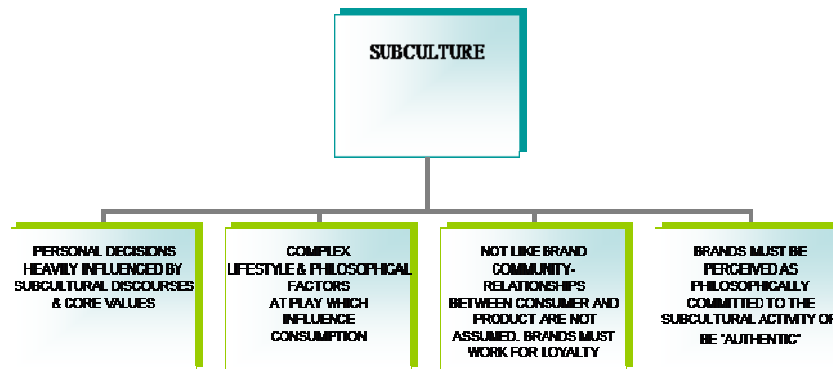 SUBCULTURE
PERSONAL DECISIONS
HEAVILY INFLUENCED BY
SUBCULTURAL DISCOURSES
& CORE VALUES
COMPLEX
LIFESTYLE & PHILOSOPHICAL
FACTORS
AT PLAY WHICH
INFLUENCE
CONSUMPTION
NOT LIKE BRAND
COMMUNITY-
RELATIONSHIPS
BETWEEN CONSUMER AND
PRODUCT ARE NOT
ASSUMED. BRANDS MUST
WORK FOR LOYALTY
BRANDS MUST BE
PERCEIVED AS
PHILOSOPHICALLY
COMMITTED TO THE
SUBCULTURAL ACTIVITY OR
BE "AUTHENTIC"